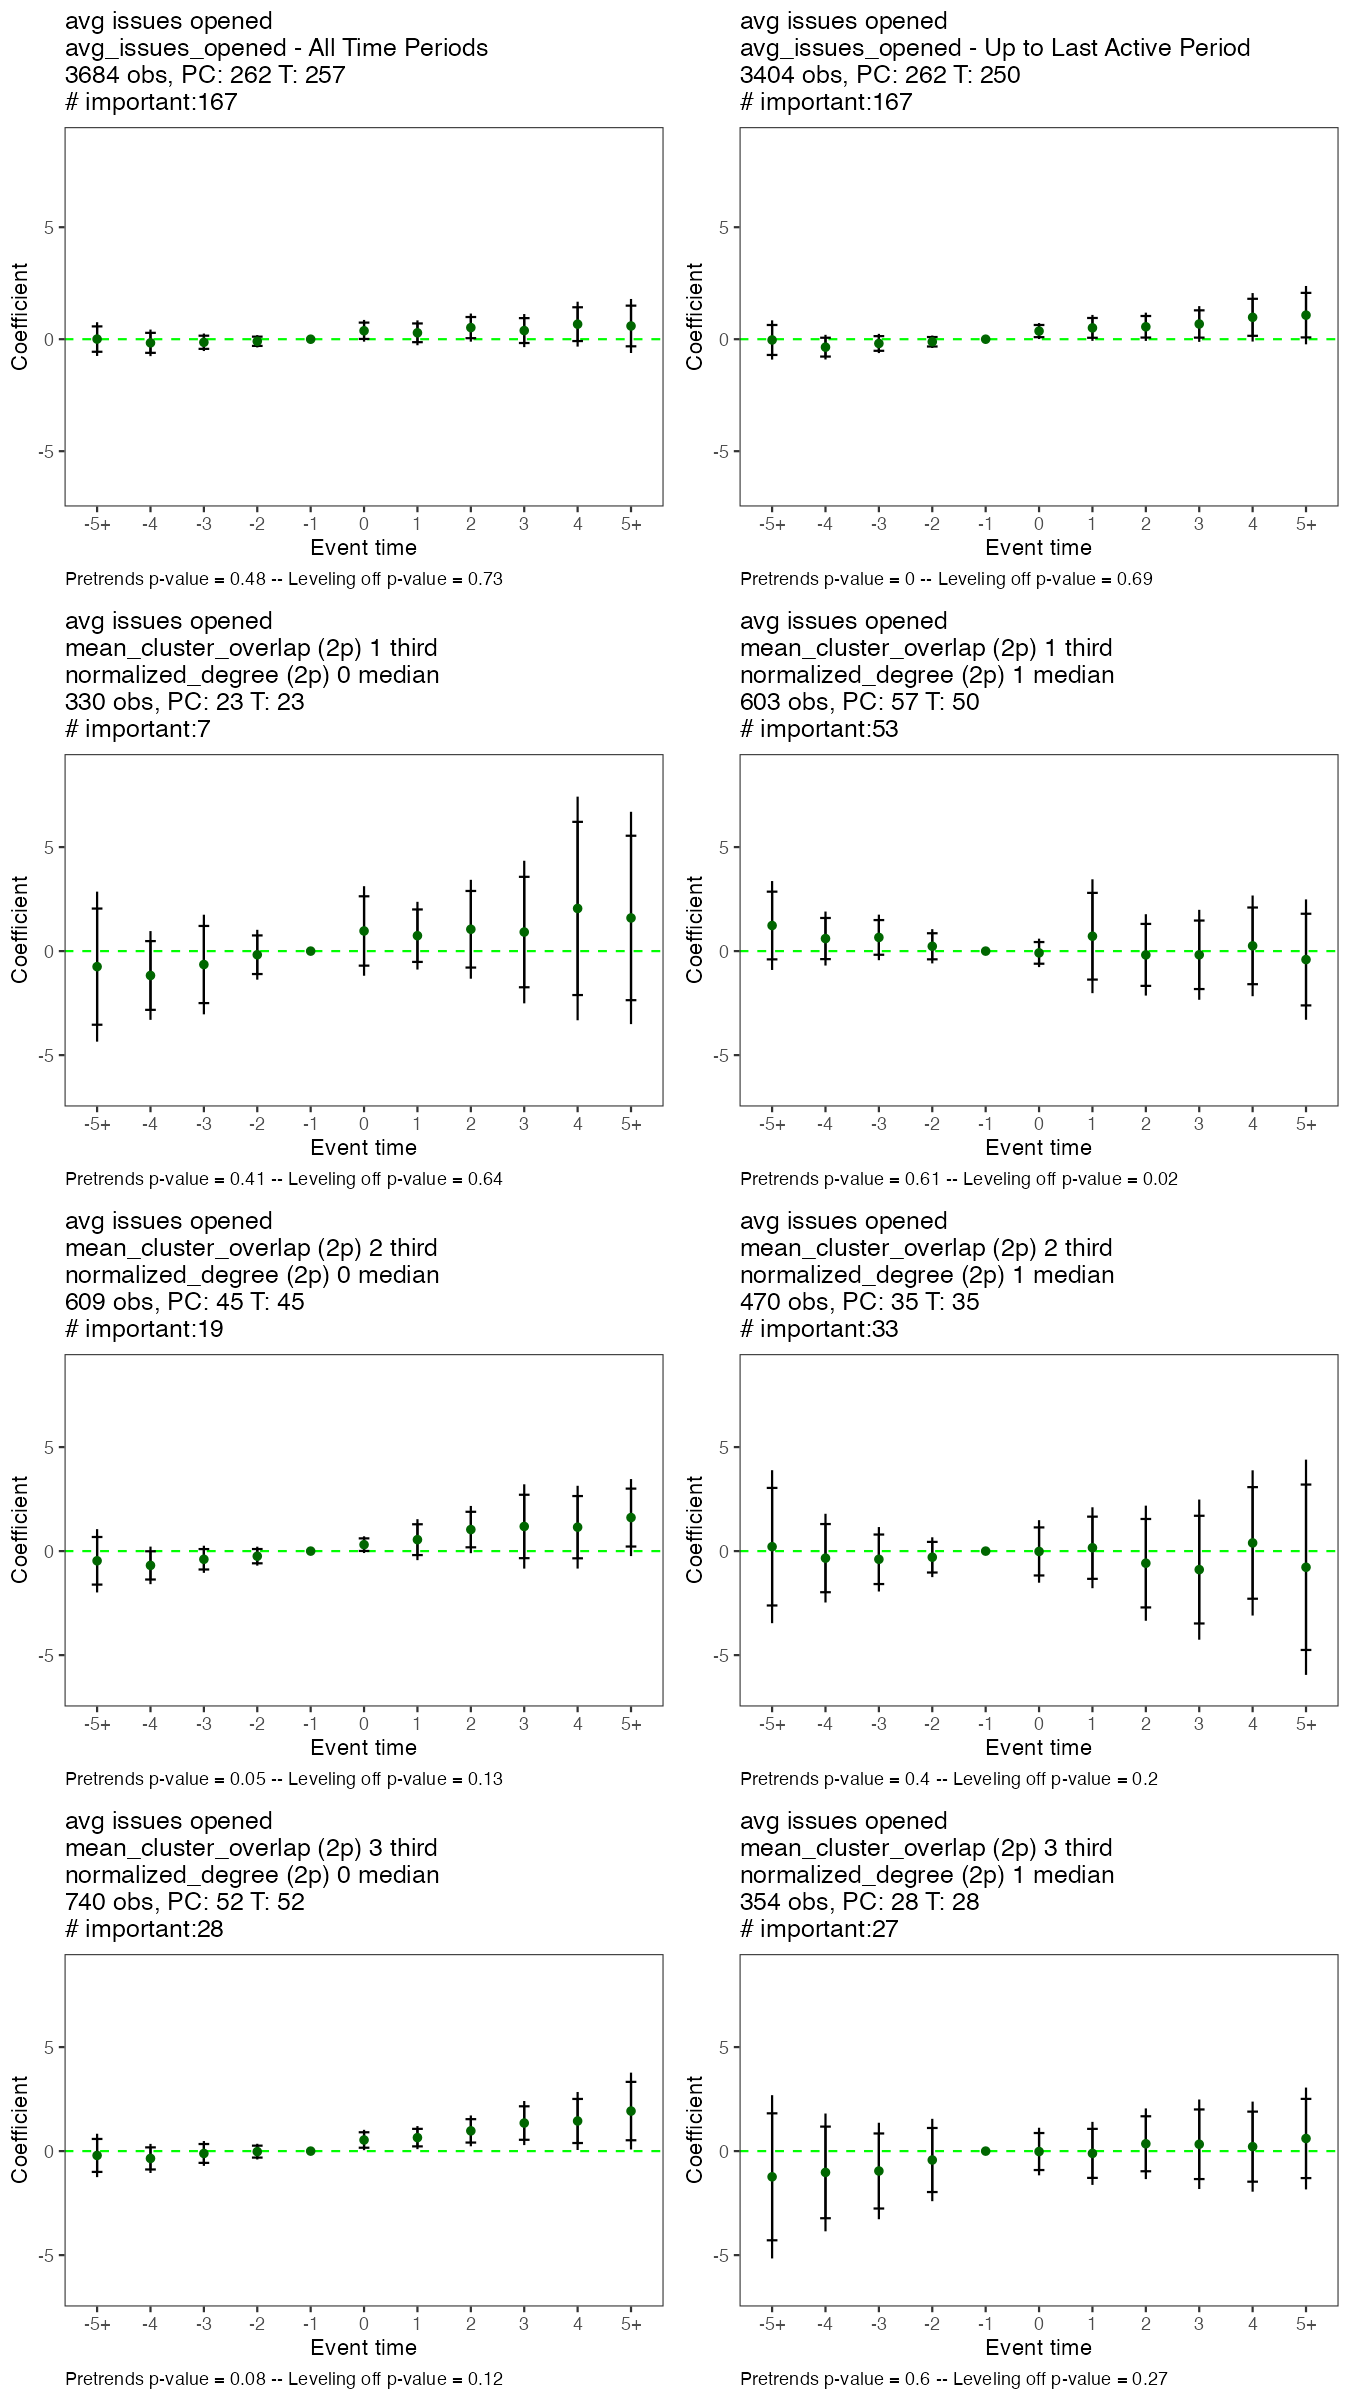 avg issues opened
avg_issues_opened - All Time Periods
3684 obs, PC: 262 T: 257
# important:167
Coefficient
5
0
-5
-5+ -4 -3 -2 -1 0 1 2 3 4 5+
Event time
Pretrends p-value = 0.48 -- Leveling off p-value = 0.73
avg issues opened
avg_issues_opened - Up to Last Active Period
3404 obs, PC: 262 T: 250
# important:167
Coefficient
5
0
-5
-5+ -4 -3 -2 -1 0 1 2 3 4 5+
Event time
Pretrends p-value = 0 -- Leveling off p-value = 0.69
avg issues opened
mean_cluster_overlap (2p) 1 third
normalized_degree (2p) 0 median
330 obs, PC: 23 T: 23
# important:7
Coefficient
5
0
-5
-5+ -4 -3 -2 -1 0 1 2 3 4 5+
Event time
Pretrends p-value = 0.41 -- Leveling off p-value = 0.64
avg issues opened
mean_cluster_overlap (2p) 1 third
normalized_degree (2p) 1 median
603 obs, PC: 57 T: 50
# important:53
Coefficient
5
0
-5
-5+ -4 -3 -2 -1 0 1 2 3 4 5+
Event time
Pretrends p-value = 0.61 -- Leveling off p-value = 0.02
avg issues opened
mean_cluster_overlap (2p) 2 third
normalized_degree (2p) 0 median
609 obs, PC: 45 T: 45
# important:19
Coefficient
5
0
-5
-5+ -4 -3 -2 -1 0 1 2 3 4 5+
Event time
Pretrends p-value = 0.05 -- Leveling off p-value = 0.13
avg issues opened
mean_cluster_overlap (2p) 2 third
normalized_degree (2p) 1 median
470 obs, PC: 35 T: 35
# important:33
Coefficient
5
0
-5
-5+ -4 -3 -2 -1 0 1 2 3 4 5+
Event time
Pretrends p-value = 0.4 -- Leveling off p-value = 0.2
avg issues opened
mean_cluster_overlap (2p) 3 third
normalized_degree (2p) 0 median
740 obs, PC: 52 T: 52
# important:28
Coefficient
5
0
-5
-5+ -4 -3 -2 -1 0 1 2 3 4 5+
Event time
Pretrends p-value = 0.08 -- Leveling off p-value = 0.12
avg issues opened
mean_cluster_overlap (2p) 3 third
normalized_degree (2p) 1 median
354 obs, PC: 28 T: 28
# important:27
Coefficient
5
0
-5
-5+ -4 -3 -2 -1 0 1 2 3 4 5+
Event time
Pretrends p-value = 0.6 -- Leveling off p-value = 0.27